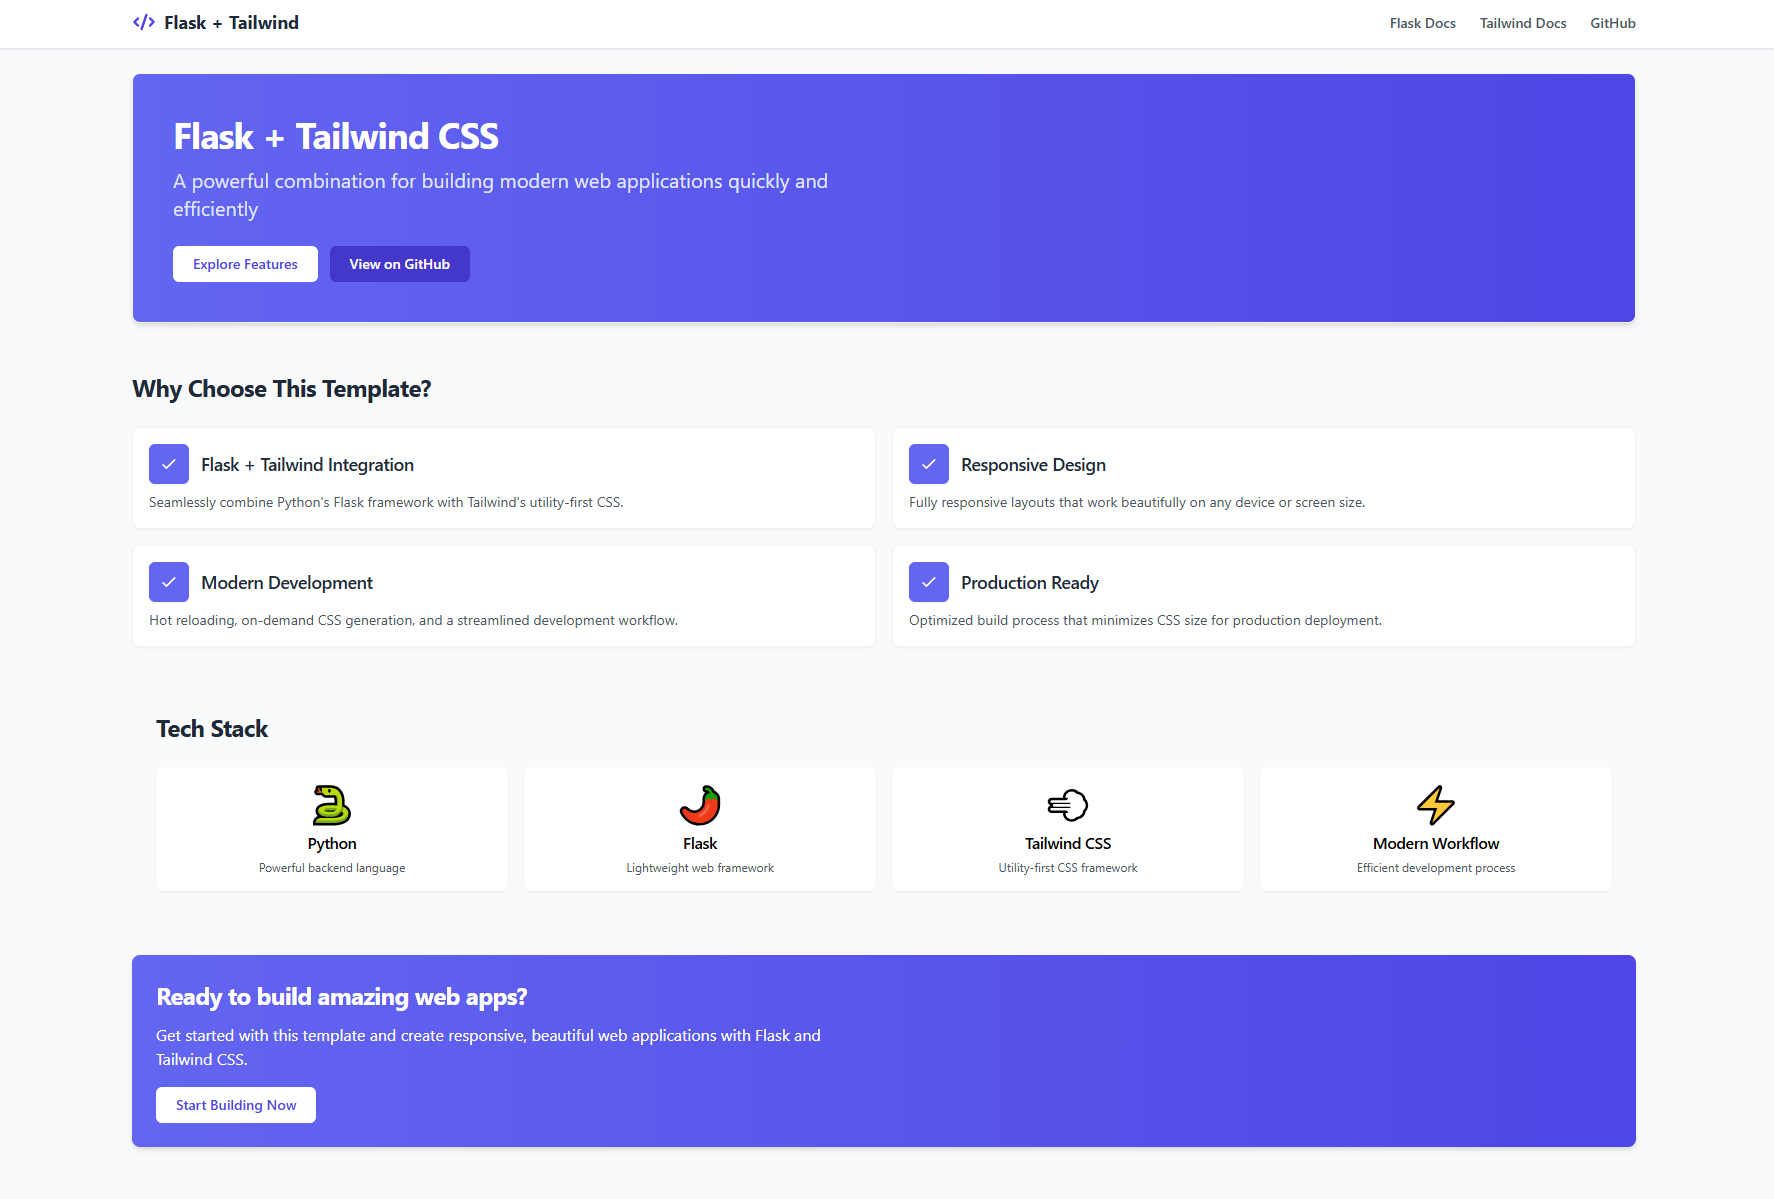 Flask + Tailwind
Flask Docs
Tailwind Docs
GitHub
Flask + Tailwind CSS
A powerful combination for building modern web applications quickly and
efficiently
Explore Features
View on GitHub
Why Choose This Template?
Flask + Tailwind Integration
Seamlessly combine Python's Flask framework with Tailwind's utility-first CSS.
Responsive Design
Fully responsive layouts that work beautifully on any device or screen size.
Modern Development
Hot reloading, on-demand CSS generation, and a streamlined development workflow.
Production Ready
Optimized build process that minimizes CSS size for production deployment.
Tech Stack
Python
Powerful backend language
Flask
Lightweight web framework
Tailwind CSS
Utility-first CSS framework
Modern Workflow
Efficient development process
Ready to build amazing web apps?
Get started with this template and create responsive, beautiful web applications with Flask and
Tailwind CSS.
Start Building Now